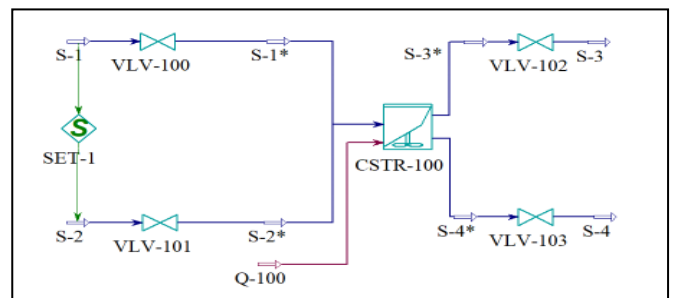 S-1
VLV-100
S-1*
S-3*
VLV-102
S-3
S
SET-1
CSTR-100
S-2
VLV-101
S-2*
S-4*
VLV-103
S-4
Q-100